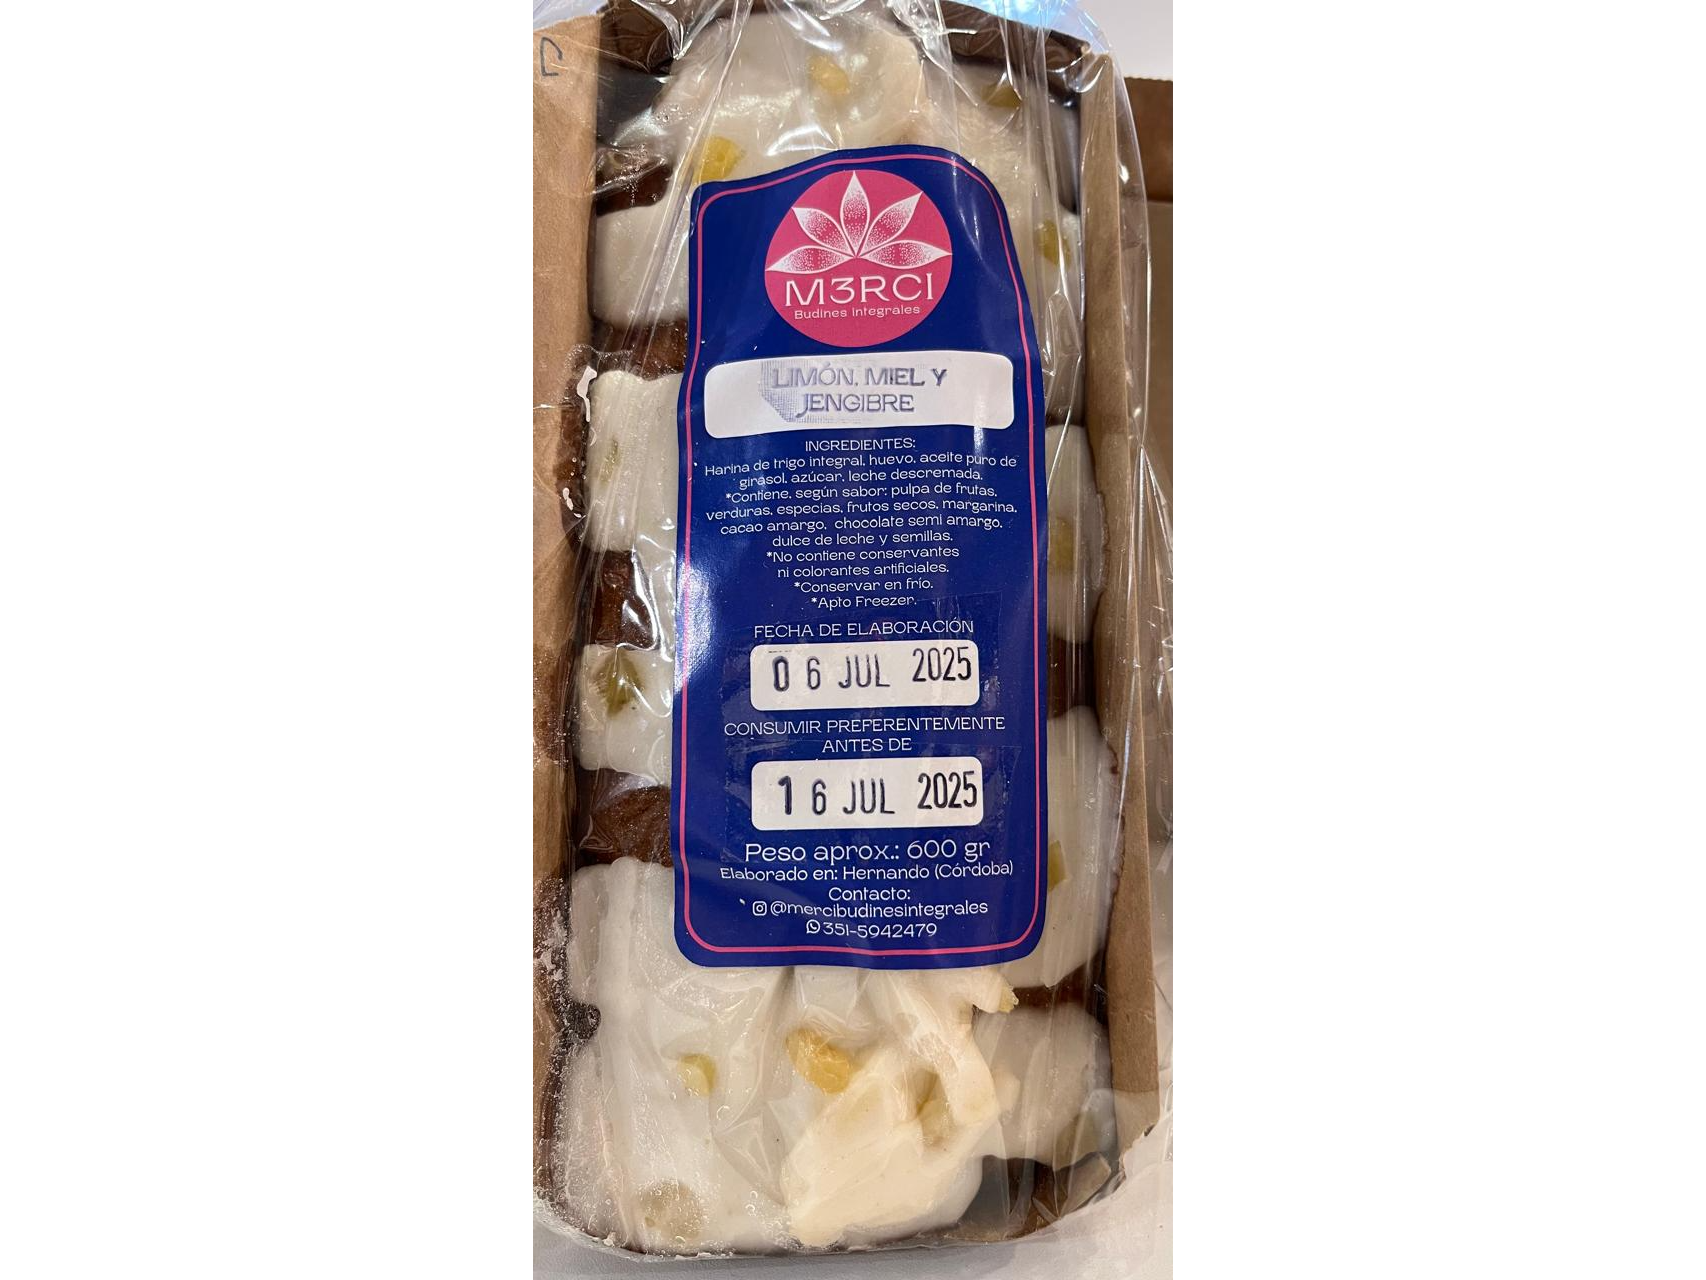 M3RCI
Budines Integrales
LIMÓN, MIEL Y
JENGIBRE
INGREDIENTES:
Harina de trigo integral, huevo, aceite puro de
girasol, azúcar, leche descremada.
*Contiene, según sabor: pulpa de frutas,
verduras, especias, frutos secos, margarina,
cacao amargo, chocolate semi amargo,
dulce de leche y semillas.
*No contiene conservantes
ni colorantes artificiales.
*Conservar en frío.
*Apto Freezer.
FECHA DE ELABORACIÓN
06 JUL 2025
CONSUMIR PREFERENTEMENTE
ANTES DE
16 JUL 2025
Peso aprox.: 600 gr
Elaborado en: Hernando (Córdoba)
Contacto:
@mercibudinesintegrales
351-5942479